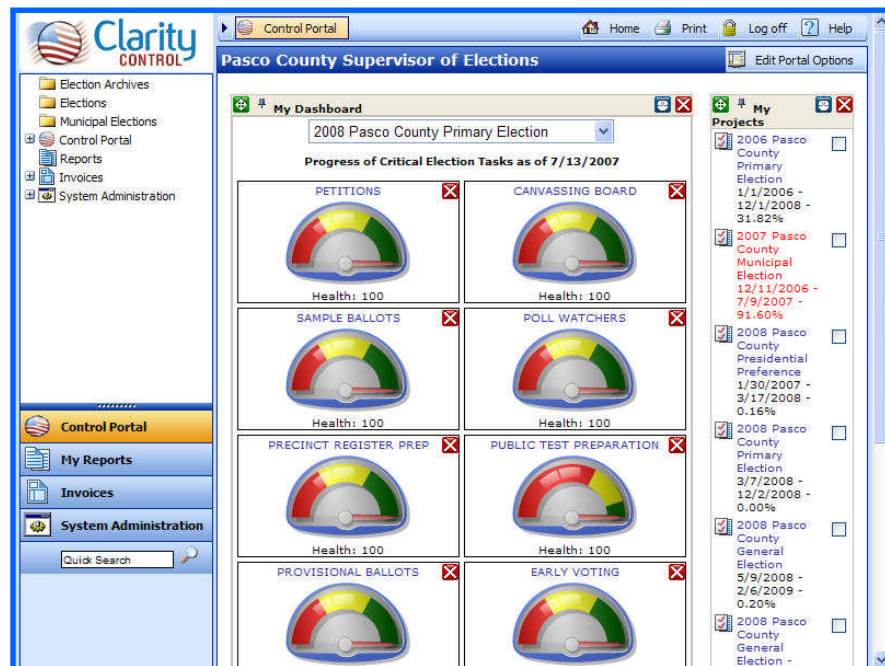 Clarity
CONTROL
Control Portal
Home
Print
Log off
Help
Pasco County Supervisor of Elections
Edit Portal Options
Election Archives
Elections
Municipal Elections
Control Portal
Reports
Invoices
System Administration
Control Portal
My Reports
Invoices
System Administration
Quick Search
My Dashboard
2008 Pasco County Primary Election
Progress of Critical Election Tasks as of 7/13/2007
PETITIONS
Health: 100
CANVASSING BOARD
Health: 100
SAMPLE BALLOTS
Health: 100
POLL WATCHERS
Health: 100
PRECINCT REGISTER PREP
Health: 100
PUBLIC TEST PREPARATION
Health: 100
PROVISIONAL BALLOTS
EARLY VOTING
My
Projects
2006 Pasco
County
Primary
Election
1/1/2006 -
12/1/2008 -
31.82%
2007 Pasco
County
Municipal
Election
12/11/2006 -
7/9/2007 -
91.60%
2008 Pasco
County
Presidential
Preference
1/30/2007 -
3/17/2008 -
0.16%
2008 Pasco
County
Primary
Election
3/7/2008 -
12/2/2008 -
0.00%
2008 Pasco
County
General
Election
5/9/2008 -
2/6/2009 -
0.20%
2008 Pasco
County
General
Election -